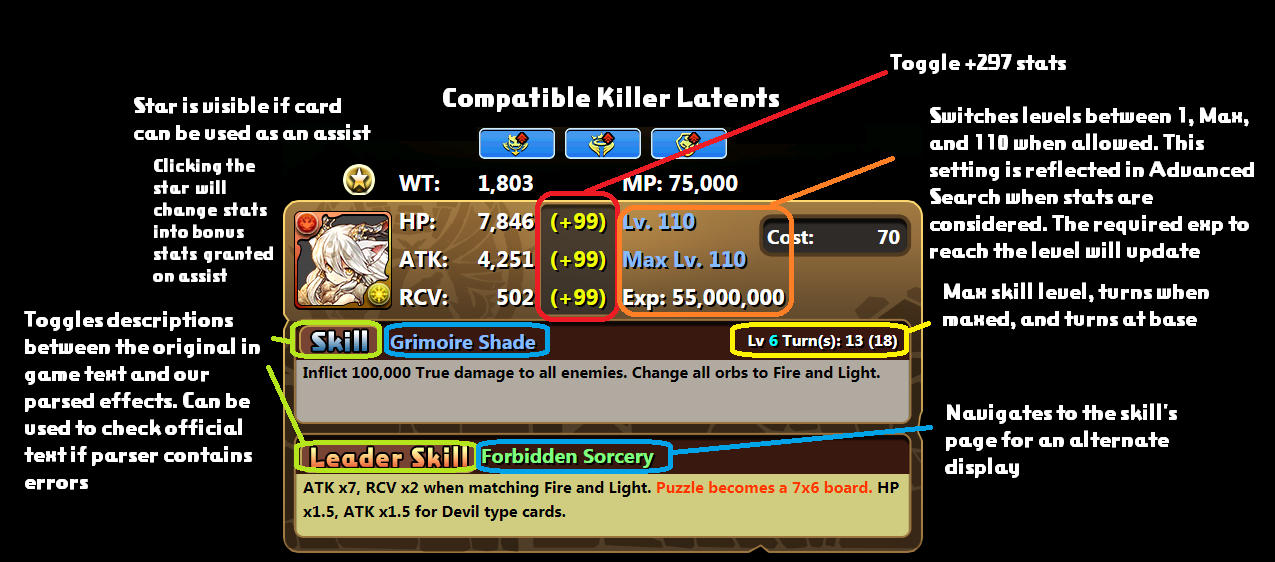 Toggle +297 stats
Compatible Killer Latents
Star is visible if card
can be used as an assist
Clicking the
star will
change stats
into bonus
stats granted
on assist
Switches levels between 1, Max,
and 110 when allowed. This
setting is reflected in Advanced
Search when stats are
considered. The required exp to
reach the level will update
WT: 1,803 MP: 75,000
HP: 7,846 (+99) Lv. 110 Cost: 70
ATK: 4,251 (+99) Max Lv. 110
RCV: 502 (+99) Exp: 55,000,000
Max skill level, turns when
maxed, and turns at base
Toggles descriptions
between the original in
game text and our
parsed effects. Can be
used to check official
text if parser contains
errors
Skill Grimoire Shade Lv 6 Turn(s): 13 (18)
Inflict 100,000 True damage to all enemies. Change all orbs to Fire and Light.
Navigates to the skill's
page for an alternate
display
Leader Skill Forbidden Sorcery
ATK x7, RCV x2 when matching Fire and Light. Puzzle becomes a 7x6 board. HP
x1.5, ATK x1.5 for Devil type cards.